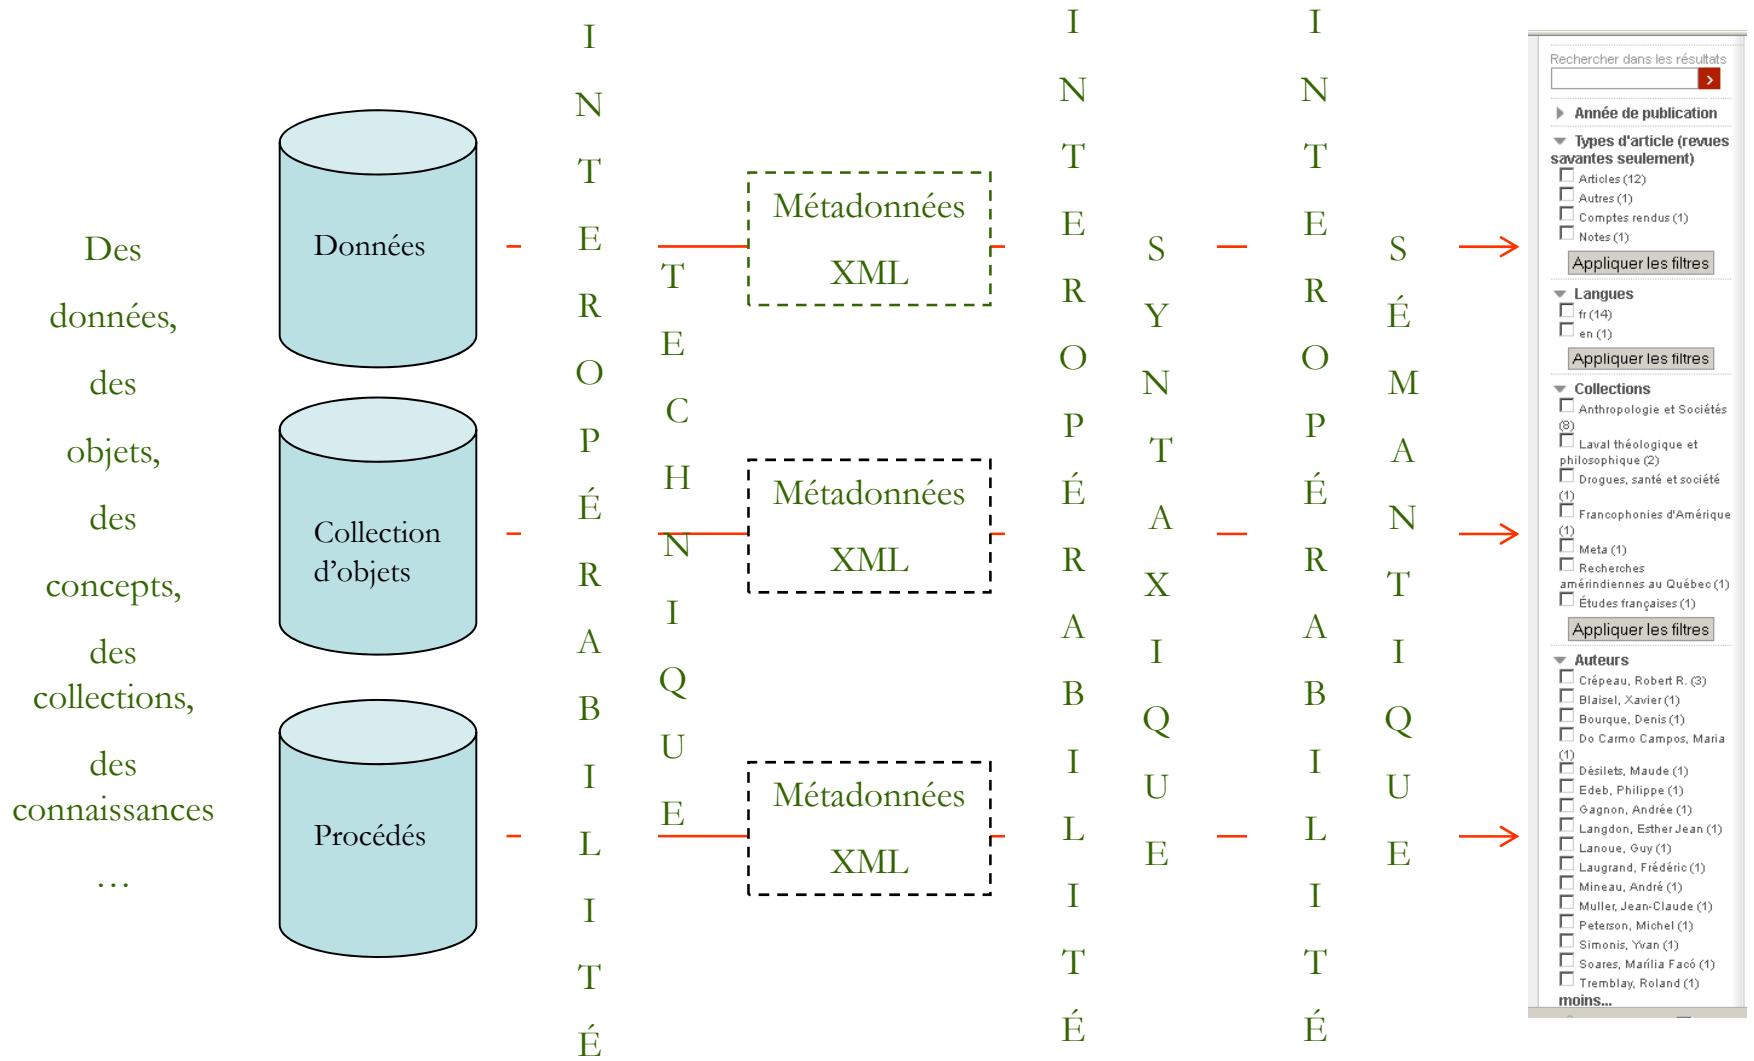 Des
données,
des
objets,
des
concepts,
des
collections,
des
connaissances
…
Données
Collection
d’objets
Procédés
INTEROPÉRABILITÉ
TECHNIQUE
Métadonnées
XML
Métadonnées
XML
Métadonnées
XML
INTEROPÉRABILITÉ
SYNTAXIQUE
INTEROPÉRABILITÉ
SÉMANTIQUE
Rechercher dans les résultats
>
Année de publication
Types d'article (revues
savantes seulement)
Articles (12)
Autres (1)
Comptes rendus (1)
Notes (1)
Appliquer les filtres
Langues
fr (14)
en (1)
Appliquer les filtres
Collections
Anthropologie et Sociétés
(8)
Laval théologique et
philosophique (2)
Drogues, santé et société
(1)
Francophonies d'Amérique
(1)
Meta (1)
Recherches
amérindiennes au Québec (1)
Études françaises (1)
Appliquer les filtres
Auteurs
Crépeau, Robert R. (3)
Blaisel, Xavier (1)
Bourque, Denis (1)
Do Carmo Campos, Maria
(1)
Désilets, Maude (1)
Edeb, Philippe (1)
Gagnon, Andrée (1)
Langdon, Esther Jean (1)
Lanoue, Guy (1)
Laugrand, Frédéric (1)
Mineau, André (1)
Muller, Jean-Claude (1)
Peterson, Michel (1)
Simonis, Yvan (1)
Soares, Marília Facó (1)
Tremblay, Roland (1)
moins...